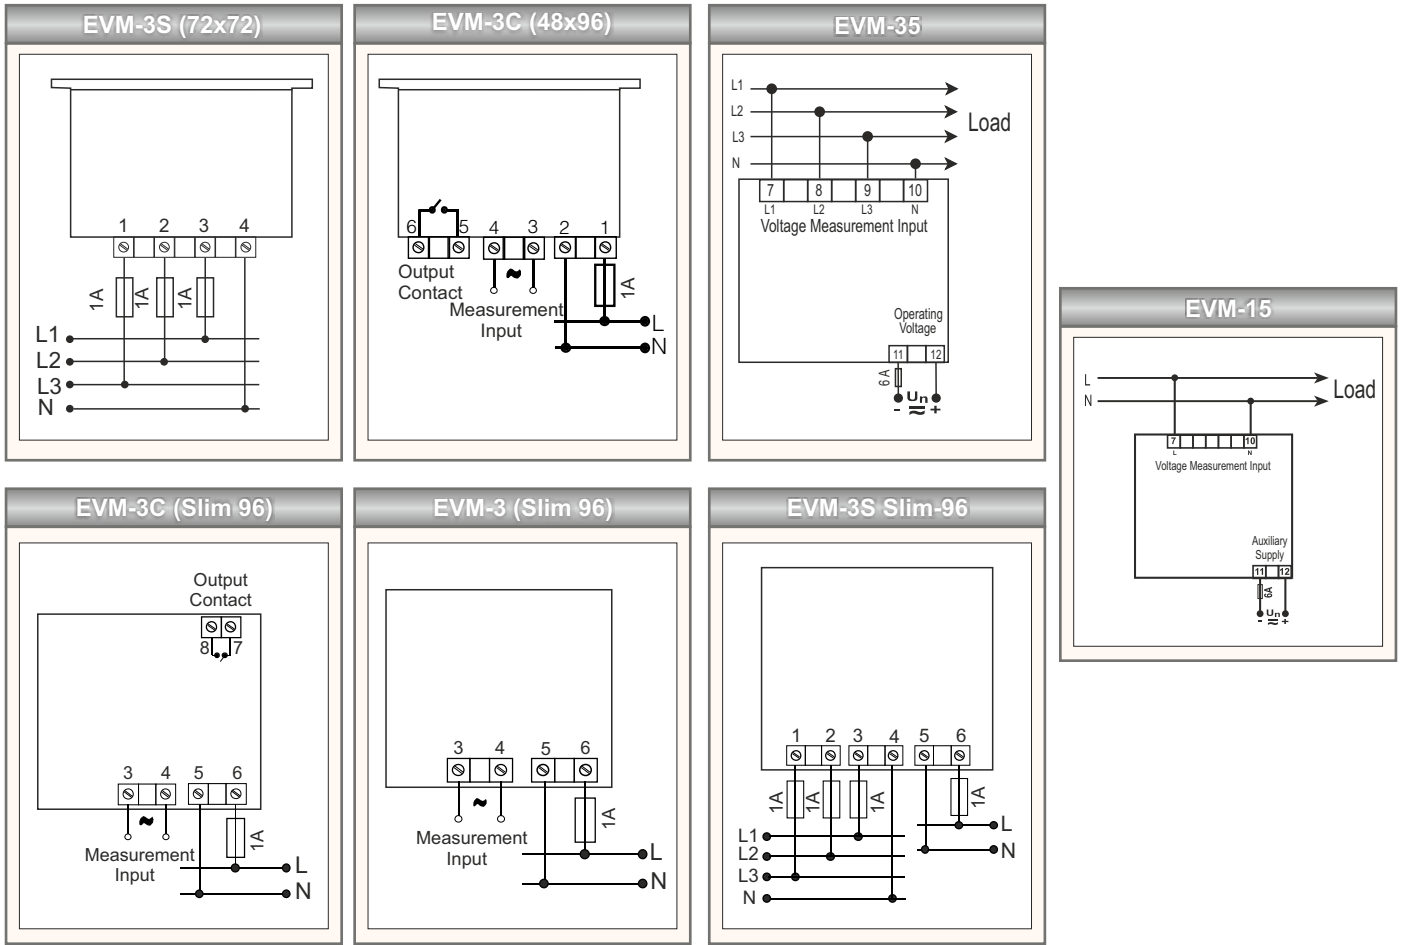 EVM-3S (72x72)
1 2 3 4
1A 1A 1A
L1
L2
L3
N
EVM-3C (48x96)
6 5 4 3 2 1
Output
Contact
Measurement
Input
1A
L
N
EVM-35
L1
L2
L3
N
Load
7 8 9 10
L1 L2 L3 N
Voltage Measurement Input
Operating
Voltage
11 12
6 A
Un
- ≂ +
EVM-15
L
N
Load
7 10
L N
Voltage Measurement Input
Auxiliary
Supply
11 12
6A
Un
- ≂ +
EVM-3C (Slim 96)
Output
Contact
8 7
3 4 5 6
~
1A
Measurement
Input
L
N
EVM-3 (Slim 96)
3 4 5 6
~
1A
Measurement
Input
L
N
EVM-3S Slim-96
1 2 3 4 5 6
1A 1A 1A 1A
L1
L2
L3
N
L
N